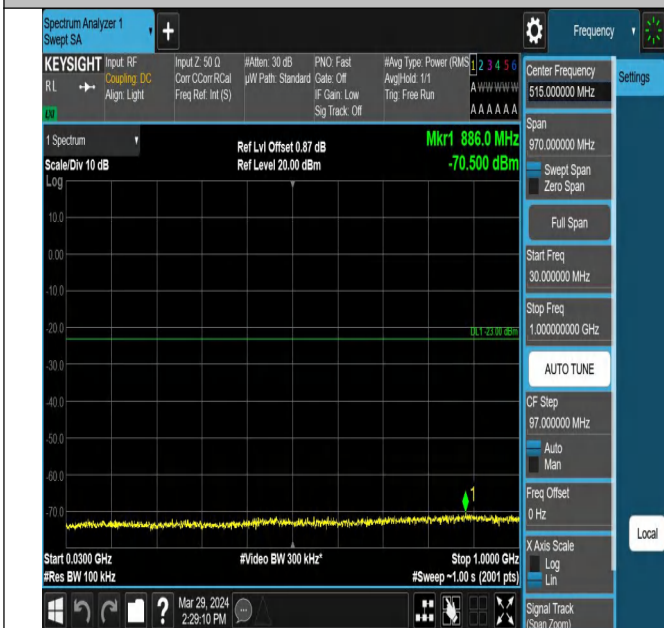 Spectrum Analyzer 1
Swept SA
Frequency
KEYSIGHT
RL
LXI
Input: RF
Coupling: DC
Align: Light
Input Z: 50 Ω
Corr CCorr RCal
Freq Ref: Int (S)
#Atten: 30 dB
µW Path: Standard
PNO: Fast
Gate: Off
IF Gain: Low
Sig Track: Off
#Avg Type: Power (RMS
Avg|Hold: 1/1
Trig: Free Run
1 2 3 4 5 6
A W W W W W
A A A A A A
1 Spectrum
Scale/Div 10 dB
Log
Ref Lvl Offset 0.87 dB
Ref Level 20.00 dBm
Mkr1 886.0 MHz
-70.500 dBm
10.0
0.00
-10.0
-20.0
DL1 -23.00 dBm
-30.0
-40.0
-50.0
-60.0
-70.0
1
Start 0.0300 GHz
#Res BW 100 kHz
#Video BW 300 kHz*
Stop 1.0000 GHz
#Sweep ~1.00 s (2001 pts)
Mar 29, 2024
2:29:10 PM
?
Center Frequency
515.000000 MHz
Settings
Span
970.000000 MHz
Swept Span
Zero Span
Full Span
Start Freq
30.000000 MHz
Stop Freq
1.000000000 GHz
AUTO TUNE
CF Step
97.000000 MHz
Auto
Man
Freq Offset
0 Hz
Local
X Axis Scale
Log
Lin
Signal Track
(Span Zoom)